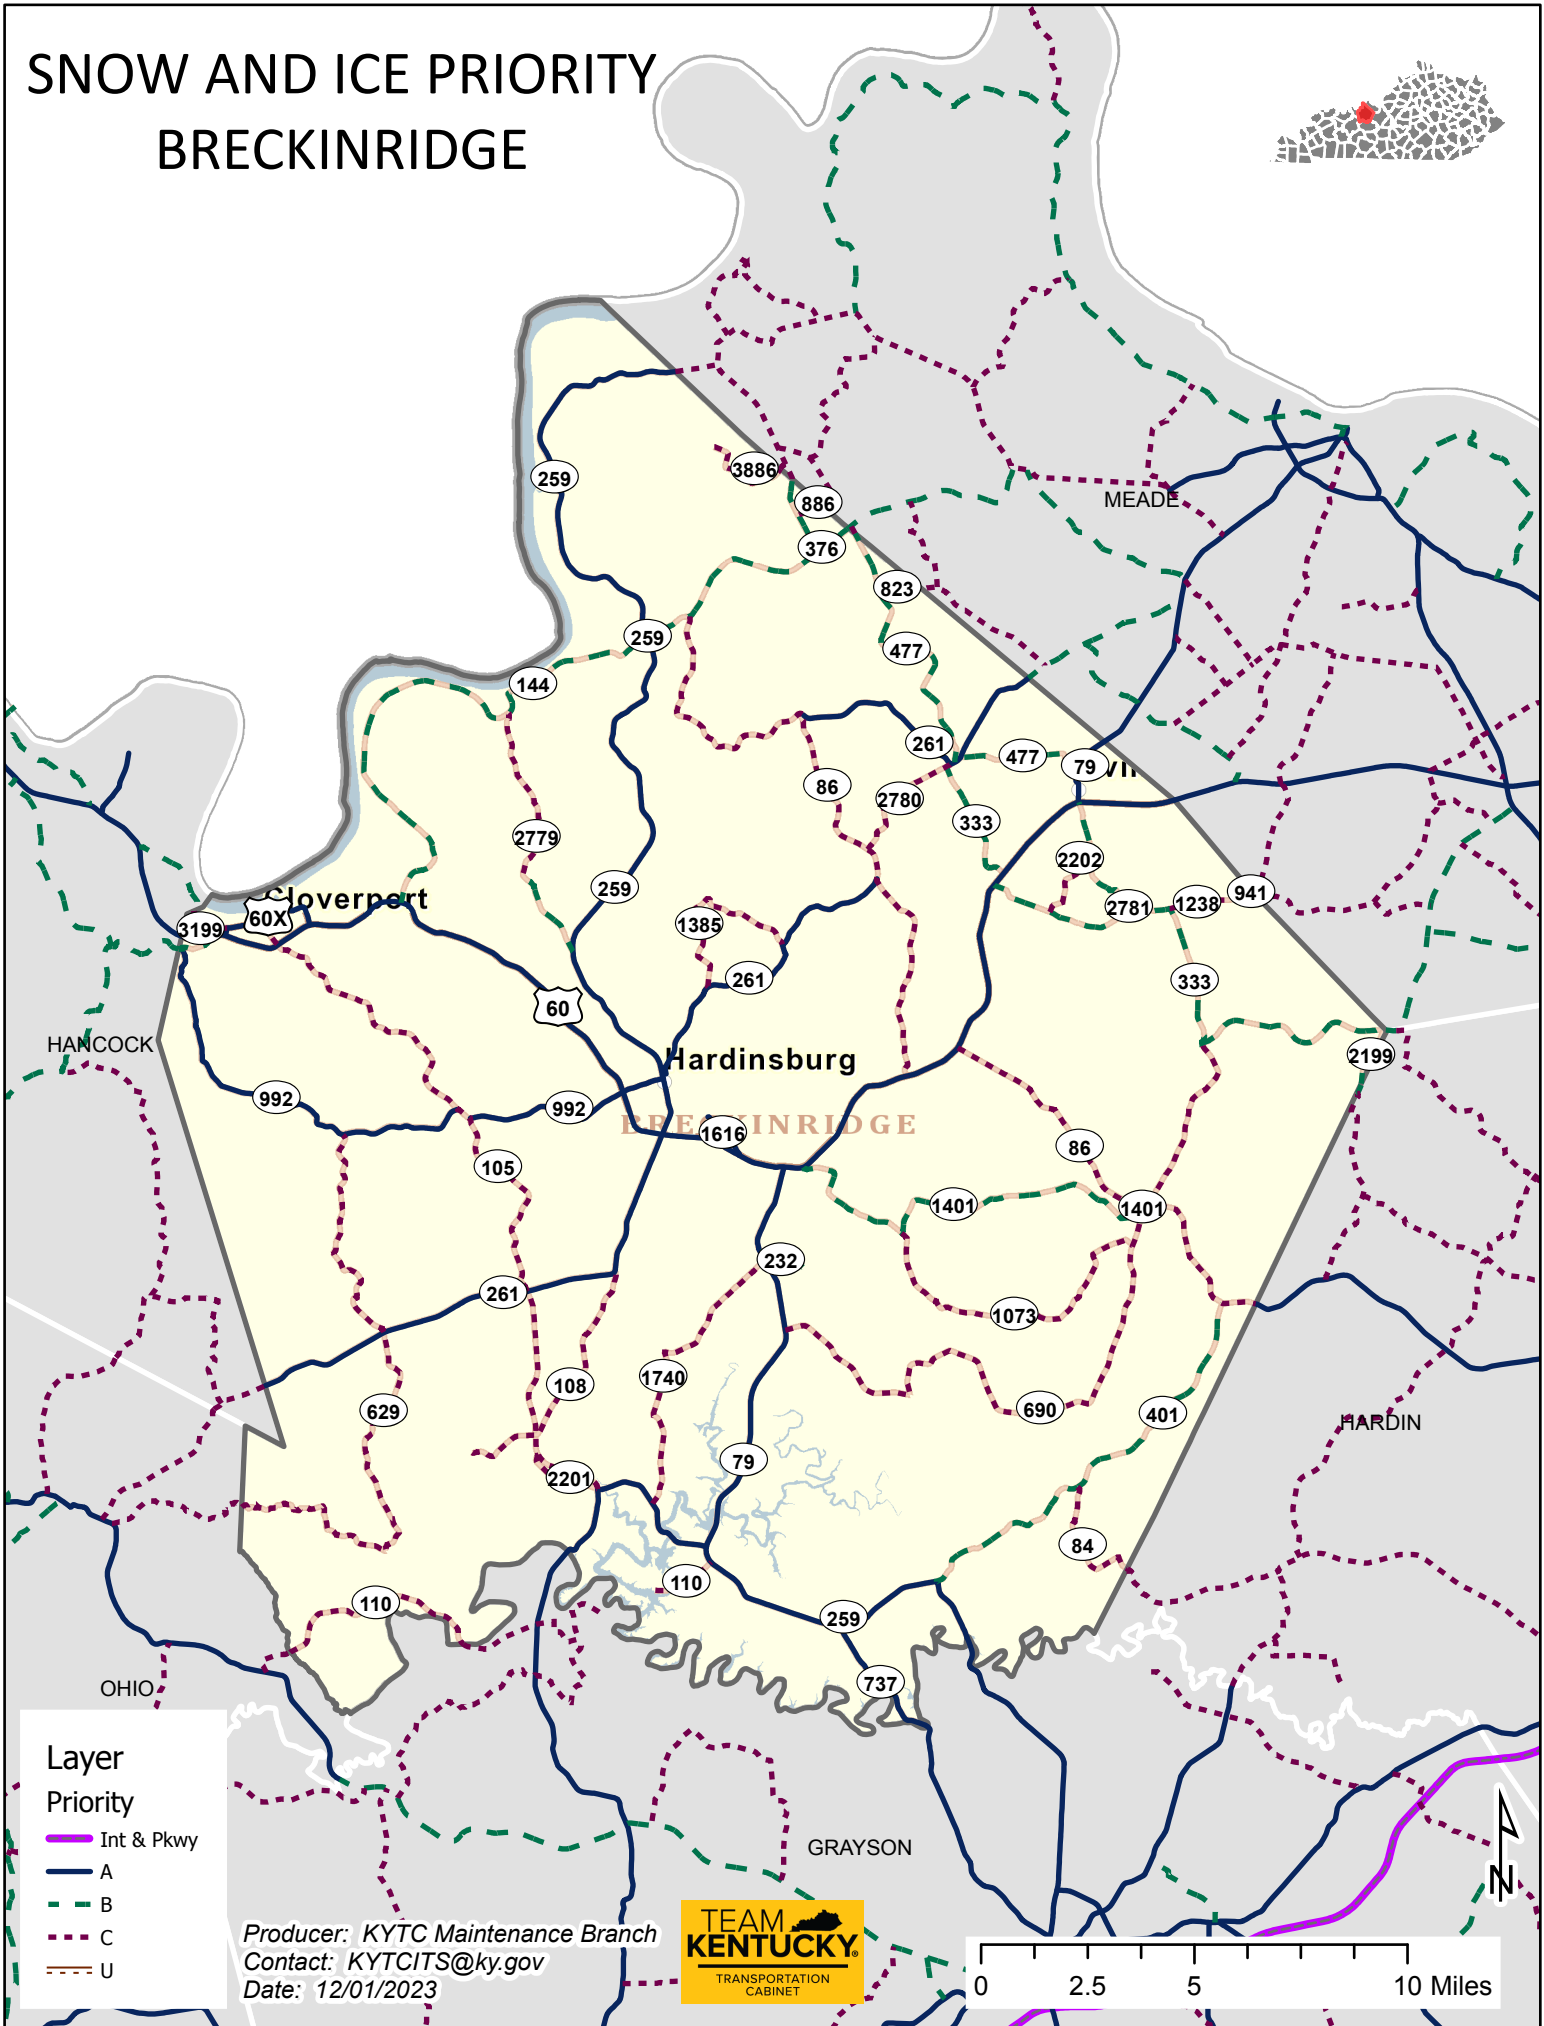 SNOW AND ICE PRIORITY
BRECKINRIDGE
259
3886
886
MEADE
376
823
259
477
144
261
477
79
86
2780
333
2779
2202
259
Cloverport
60X
941
1238
2781
3199
1385
261
333
60
HANCOCK
Hardinsburg
2199
992
992
BRECKINRIDGE
1616
86
105
1401
1401
232
261
1073
1740
108
629
690
401
HARDIN
79
2201
84
110
110
259
737
OHIO
GRAYSON
Layer
Priority
Int & Pkwy
A
B
C
U
Producer: KYTC Maintenance Branch
Contact: KYTCITS@ky.gov
Date: 12/01/2023
TEAM
KENTUCKY®
TRANSPORTATION
CABINET
N
0 2.5 5 10 Miles